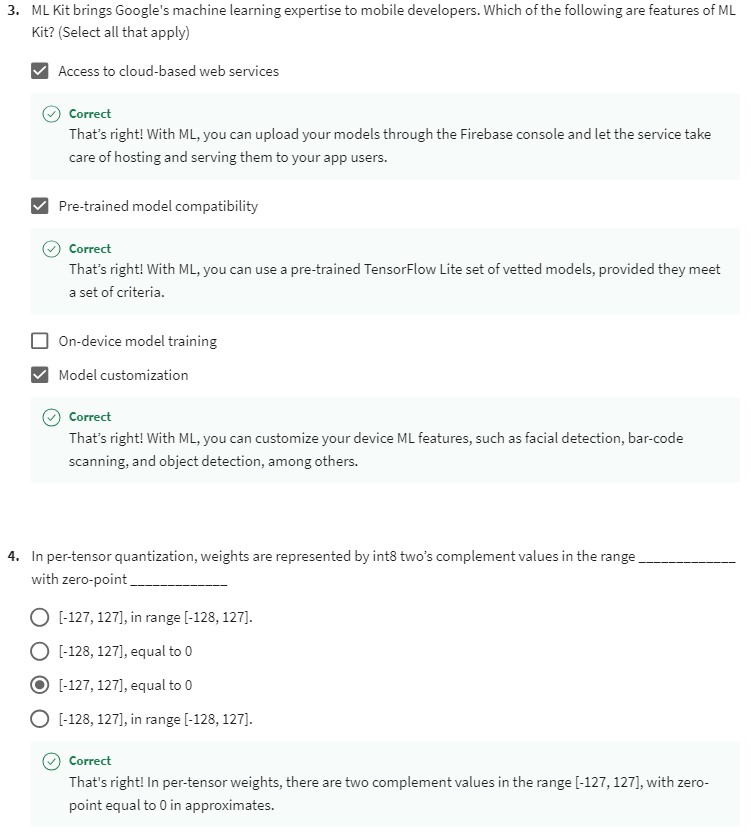 3. ML Kit brings Google's machine learning expertise to mobile developers. Which of the following are features of ML
Kit? (Select all that apply)
Access to cloud-based web services
Correct
That's right! With ML, you can upload your models through the Firebase console and let the service take
care of hosting and serving them to your app users.
Pre-trained model compatibility
Correct
That's right! With ML, you can use a pre-trained TensorFlow Lite set of vetted models, provided they meet
a set of criteria.
On-device model training
Model customization
Correct
That's right! With ML, you can customize your device ML features, such as facial detection, bar-code
scanning, and object detection, among others.
4. In per-tensor quantization, weights are represented by int8 two's complement values in the range _____________
with zero-point _____________
[-127, 127], in range [-128, 127].
[-128, 127], equal to 0
[-127, 127], equal to 0
[-128, 127], in range [-128, 127].
Correct
That's right! In per-tensor weights, there are two complement values in the range [-127, 127], with zero-
point equal to 0 in approximates.